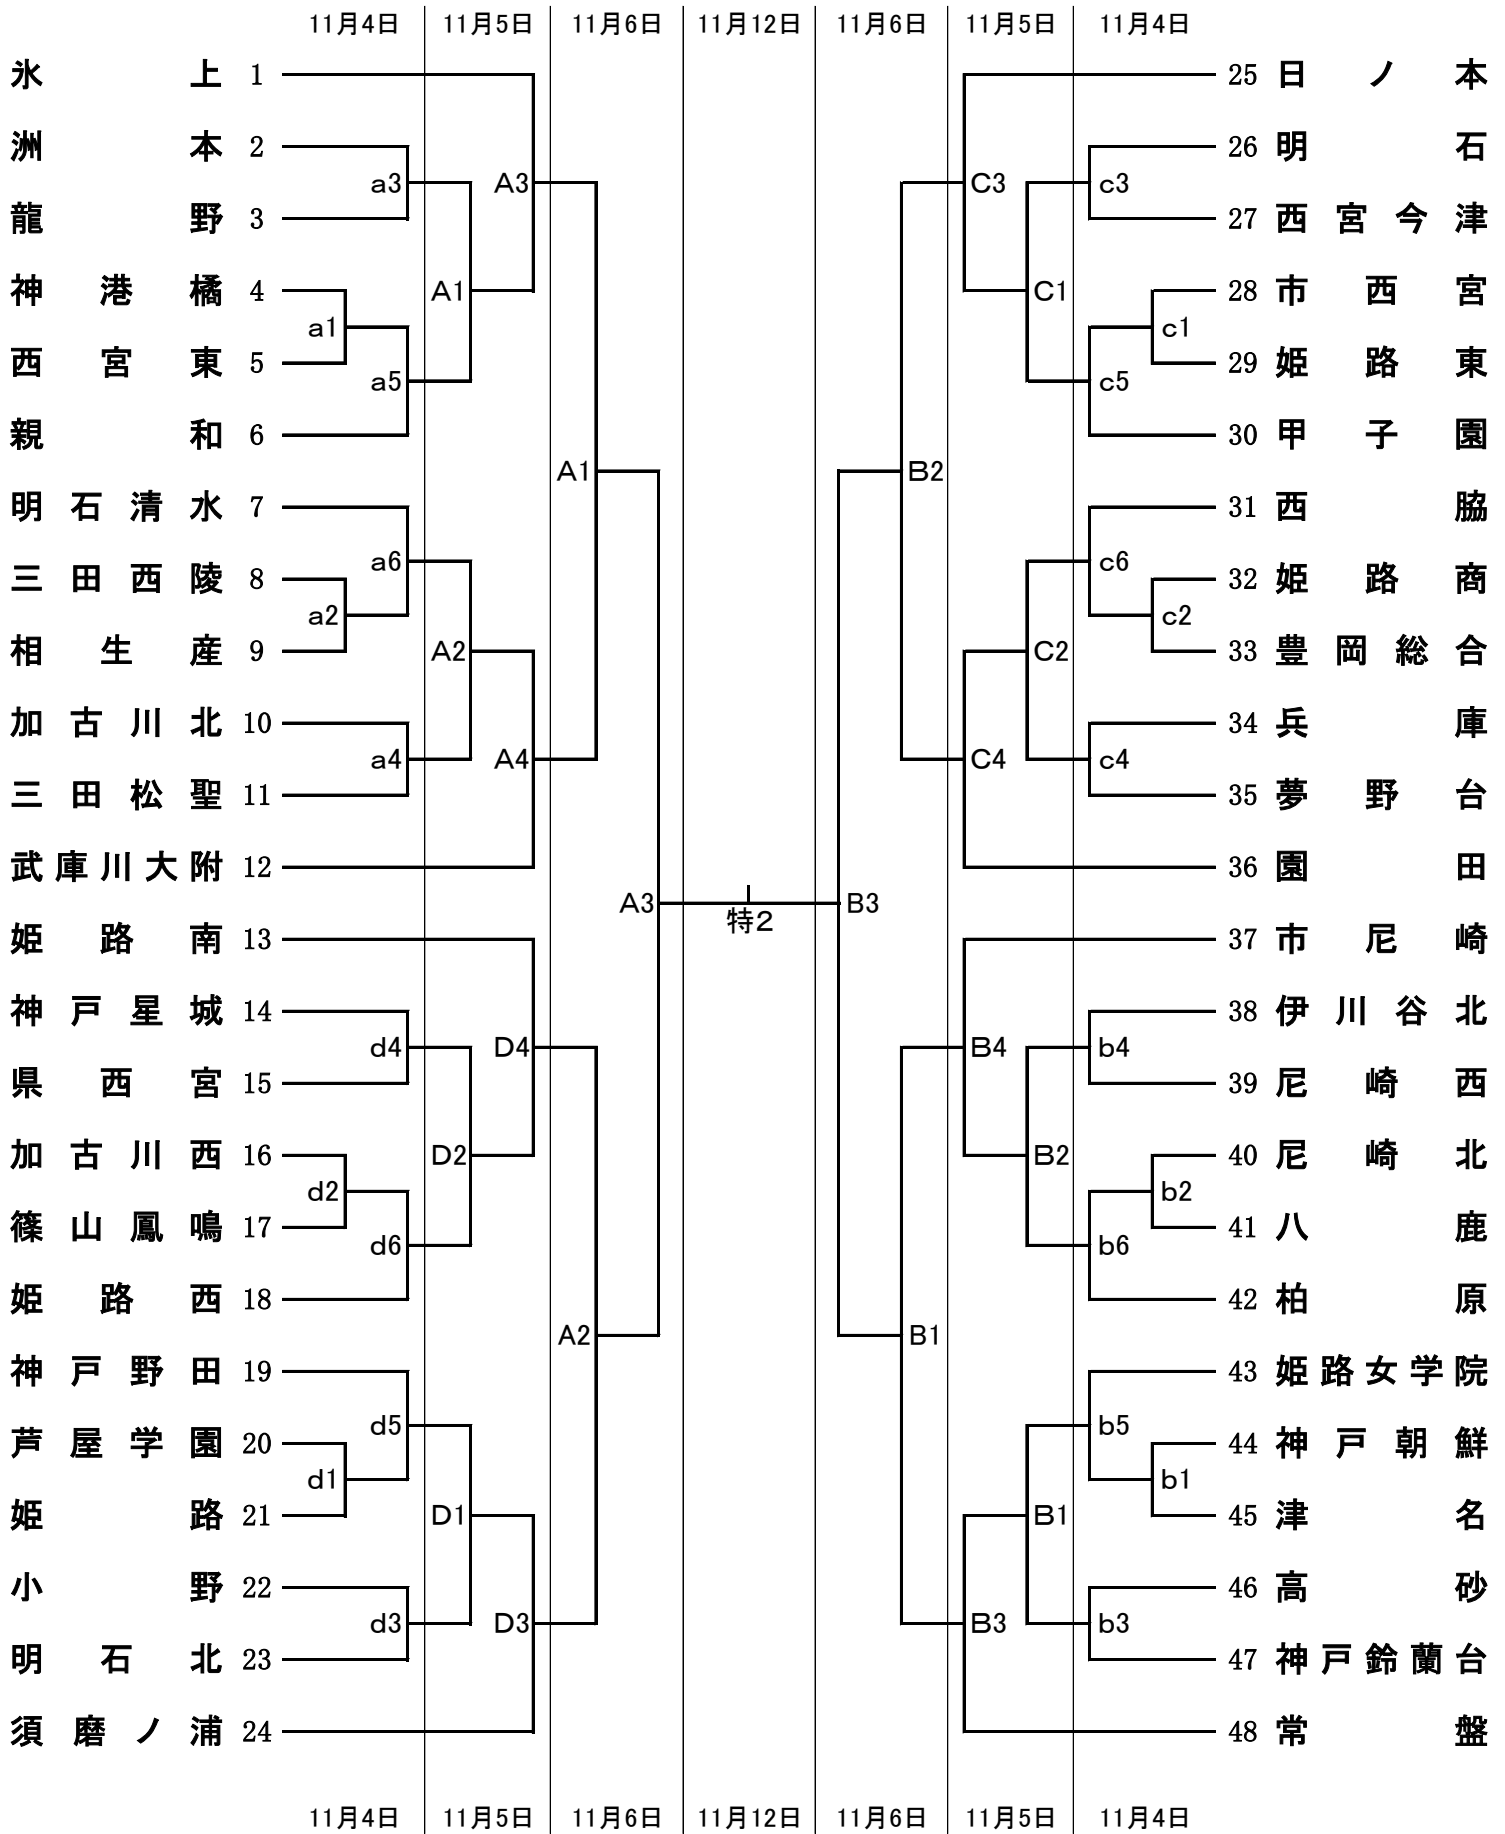 11月4日 11月5日 11月6日 11月12日 11月6日 11月5日 11月4日
氷上 1 25 日ノ本
洲本 2 26 明石
a3 A3 C3 c3
龍野 3 27 西宮今津
神港橘 4 A1 C1 28 市西宮
a1 c1
西宮東 5 29 姫路東
a5 c5
親和 6 30 甲子園
A1 B2
明石清水 7 31 西脇
a6 c6
三田西陵 8 32 姫路商
a2 c2
相生産 9 A2 C2 33 豊岡総合
加古川北 10 34 兵庫
a4 A4 C4 c4
三田松聖 11 35 夢野台
武庫川大附 12 36 園田
A3 特2 B3
姫路南 13 37 市尼崎
神戸星城 14 38 伊川谷北
d4 D4 B4 b4
県西宮 15 39 尼崎西
加古川西 16 D2 B2 40 尼崎北
d2 b2
篠山鳳鳴 17 41 八鹿
d6 b6
姫路西 18 42 柏原
A2 B1
神戸野田 19 43 姫路女学院
d5 b5
芦屋学園 20 44 神戸朝鮮
d1 b1
姫路 21 D1 B1 45 津名
小野 22 46 高砂
d3 D3 B3 b3
明石北 23 47 神戸鈴蘭台
須磨ノ浦 24 48 常盤
11月4日 11月5日 11月6日 11月12日 11月6日 11月5日 11月4日